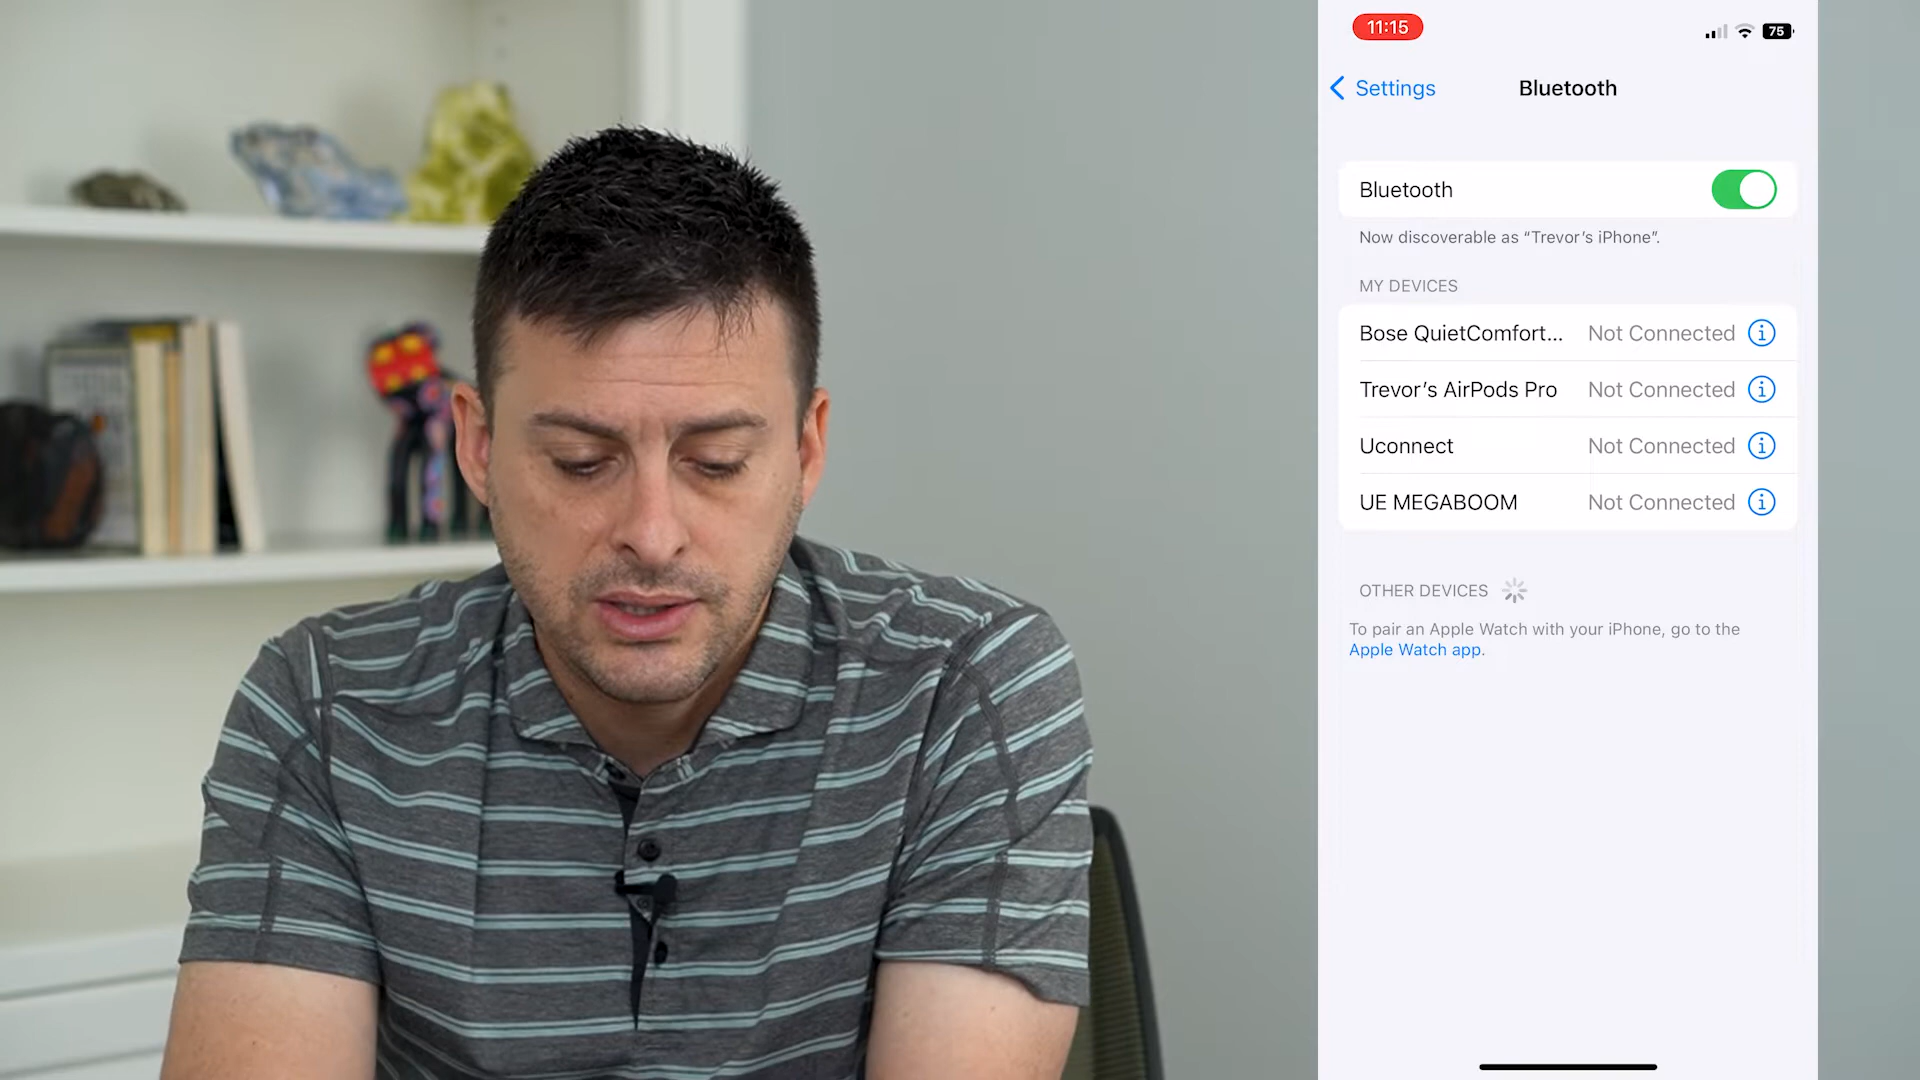 11:15
75
Settings
Bluetooth
Bluetooth
Now discoverable as “Trevor’s iPhone”.
MY DEVICES
Bose QuietComfort... Not Connected
Trevor’s AirPods Pro Not Connected
Uconnect Not Connected
UE MEGABOOM Not Connected
OTHER DEVICES
To pair an Apple Watch with your iPhone, go to the
Apple Watch app.